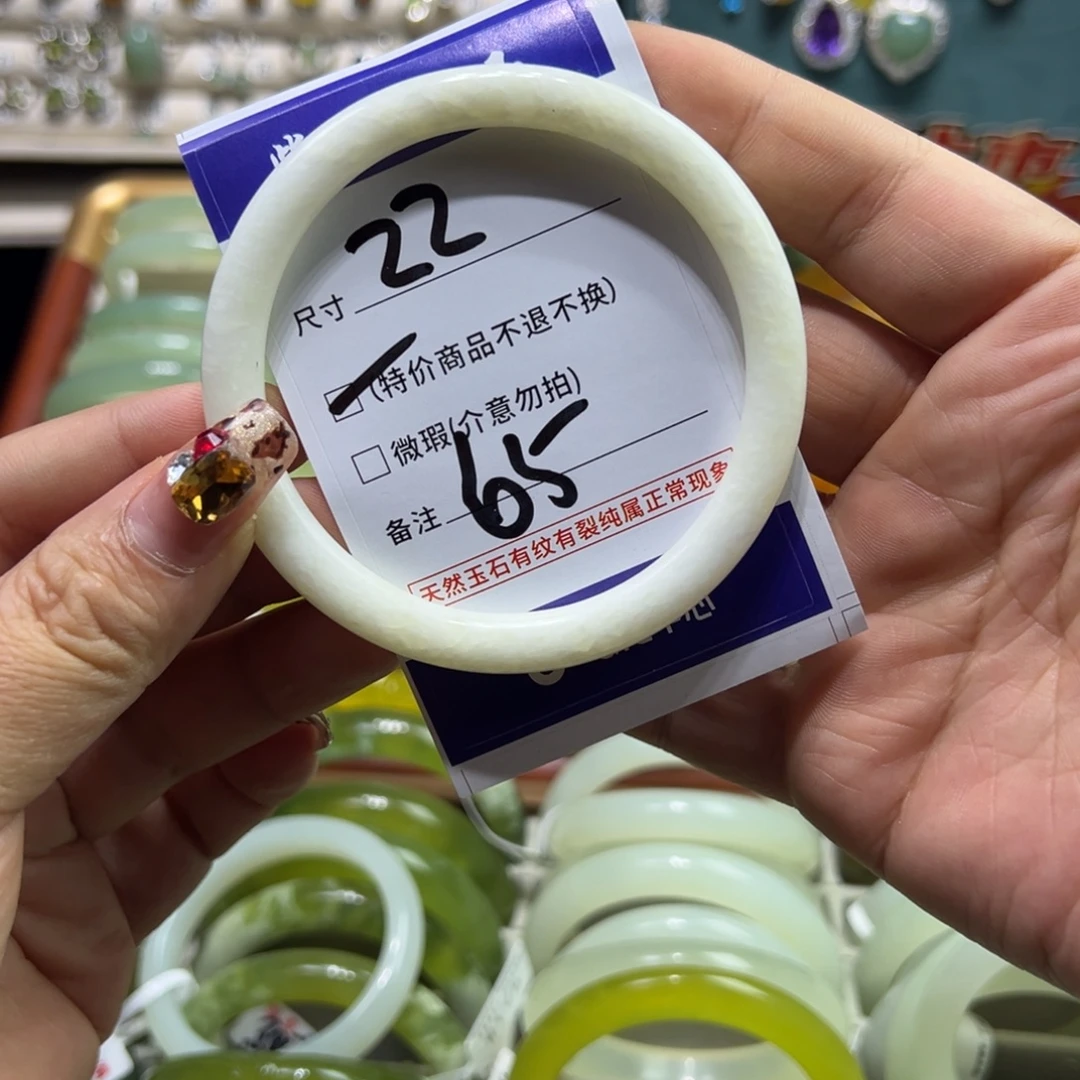 尺寸 22
(特价商品不退不换)
微瑕(介意勿拍)
备注 65
天然玉石有纹有裂纯属正常现象